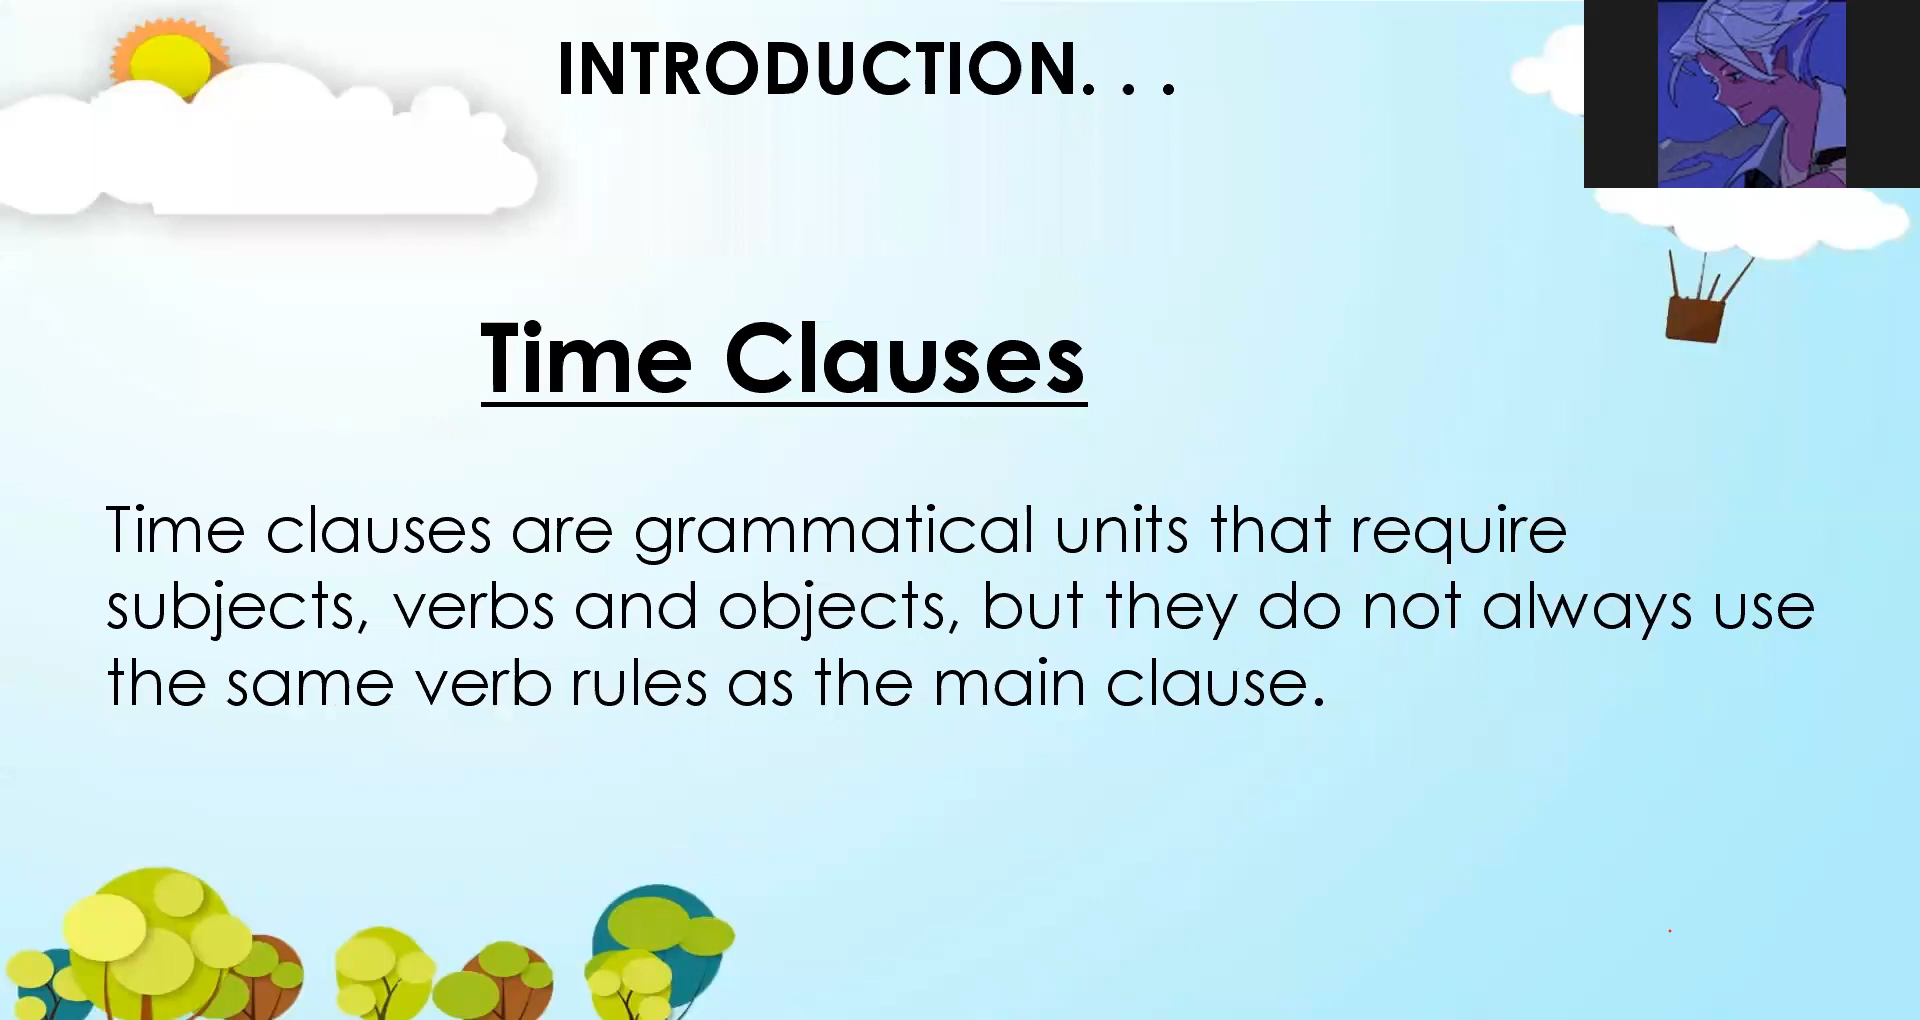 INTRODUCTION. . .
Time Clauses
Time clauses are grammatical units that require
subjects, verbs and objects, but they do not always use
the same verb rules as the main clause.